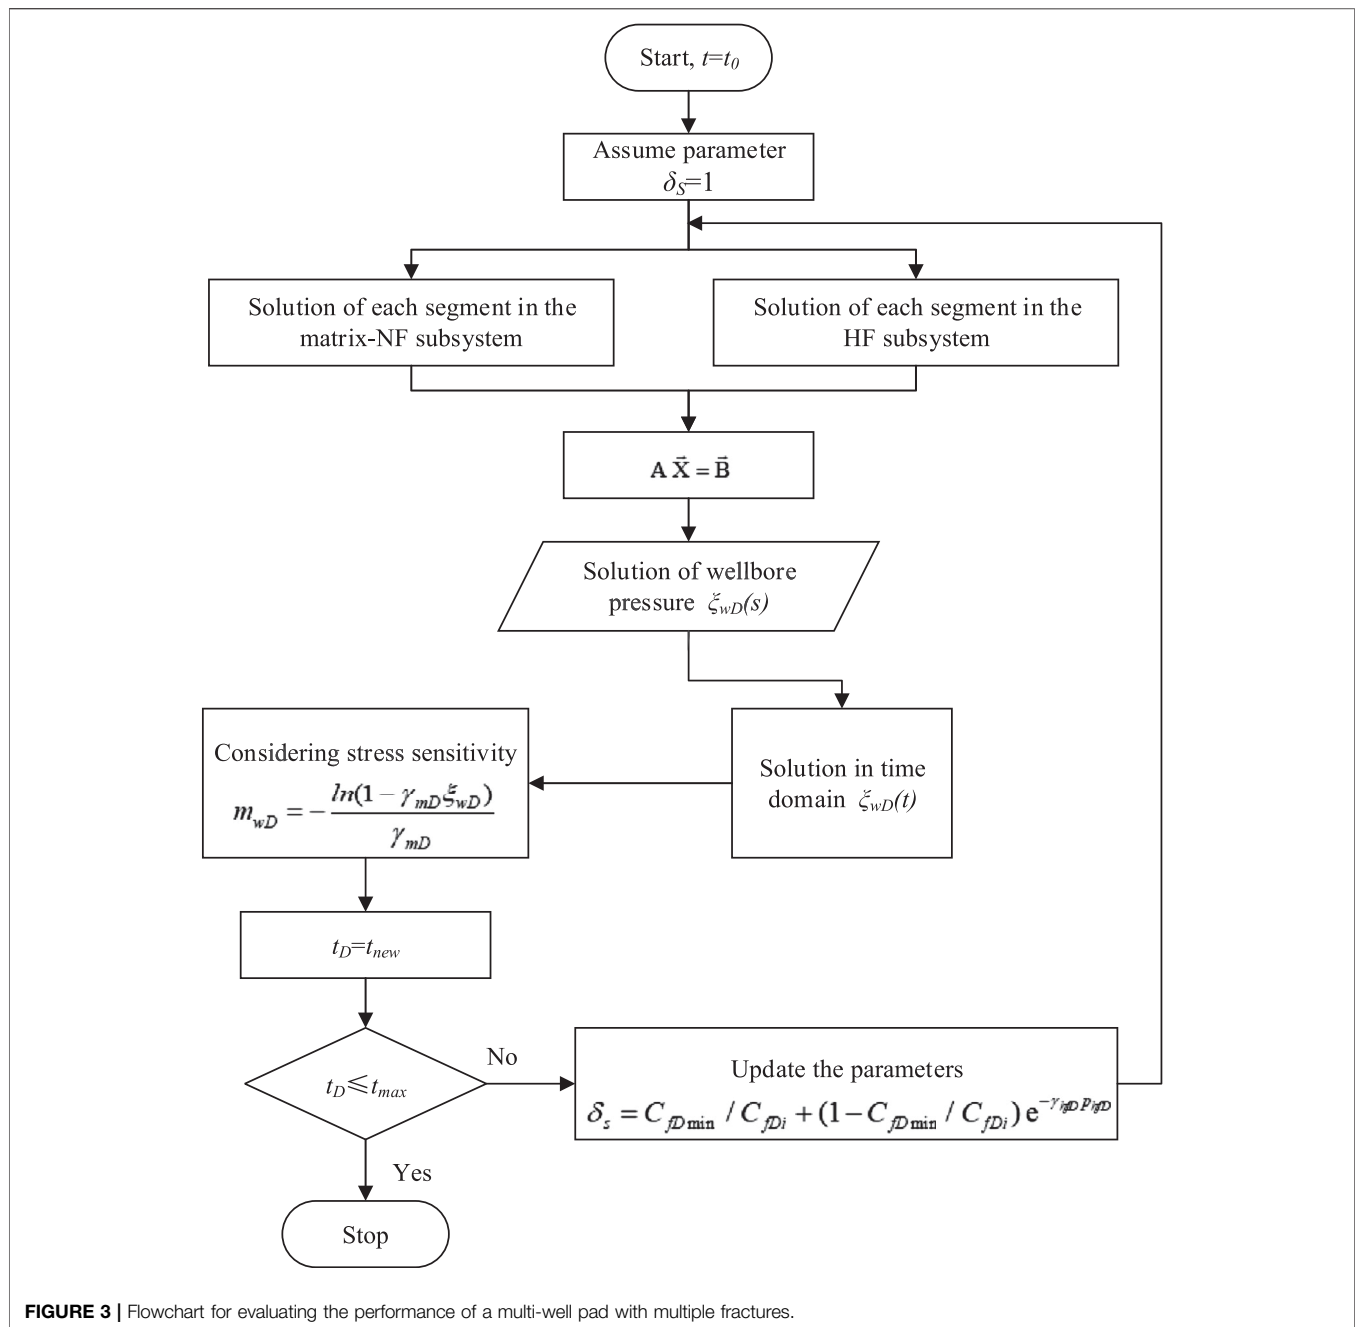 Start, t=t0
Assume parameter
δS=1
Solution of each segment in the
matrix-NF subsystem
Solution of each segment in the
HF subsystem
A X⃗ = B⃗
Solution of wellbore
pressure ξwD(s)
Considering stress sensitivity
mwD = − ln(1 − γmDξwD) / γmD
Solution in time
domain ξwD(t)
tD=tnew
tD⩽tmax
No
Update the parameters
δs = CfDmin / CfDi + (1− CfDmin / CfDi) e^−γhfD phfD
Yes
Stop
FIGURE 3 | Flowchart for evaluating the performance of a multi-well pad with multiple fractures.